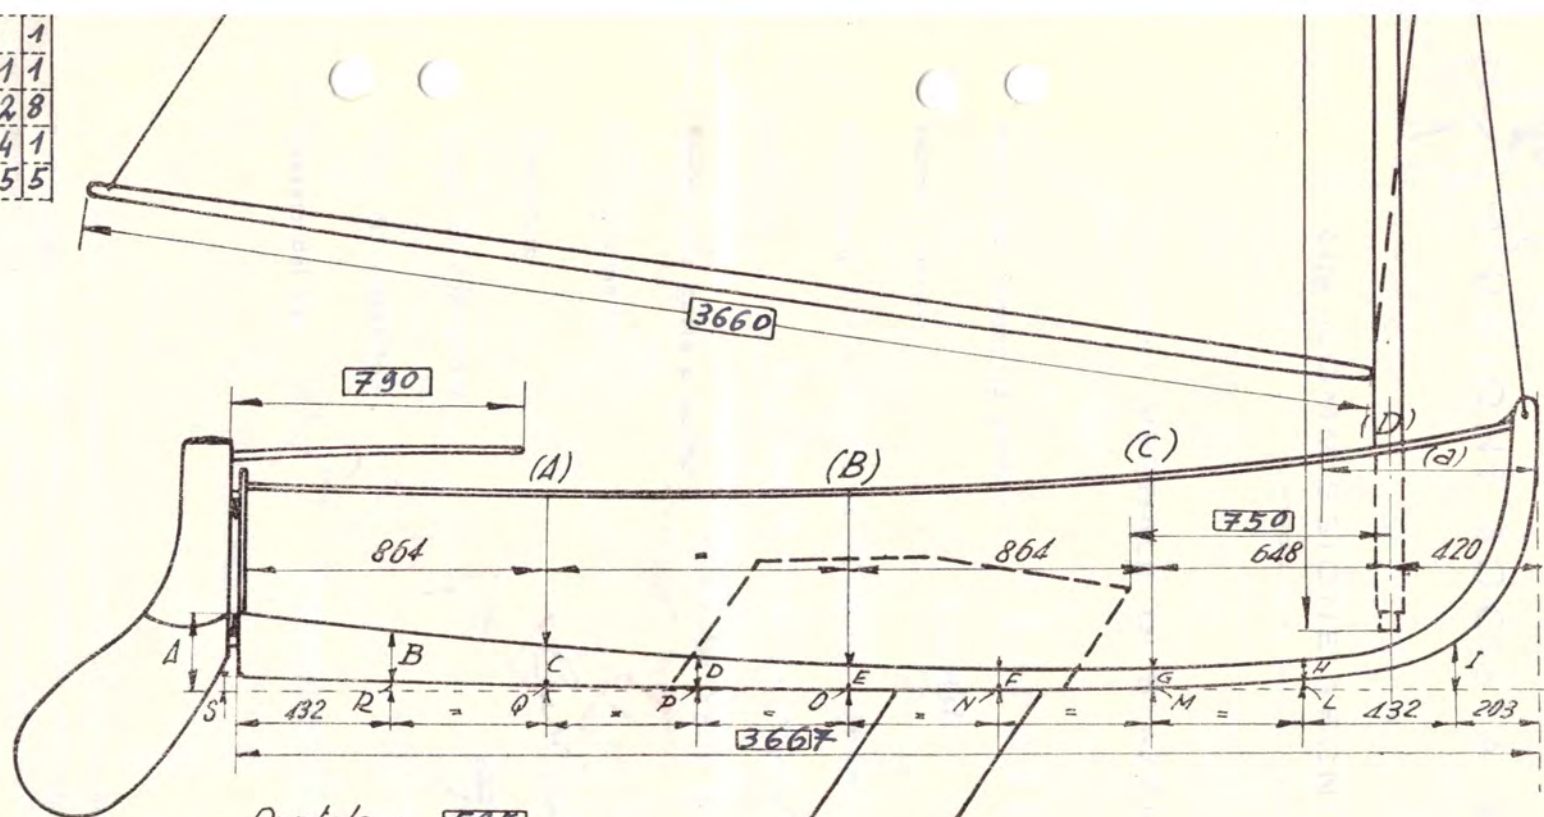 1
1 1
2 8
4 1
5 5
3660
790
(A)
(B)
(C)
(D)
(a)
864
=
864
750
648
420
A
B
C
D
E
F
G
H
I
S
R
Q
P
O
N
M
L
432
=
=
=
=
=
=
432
203
3667